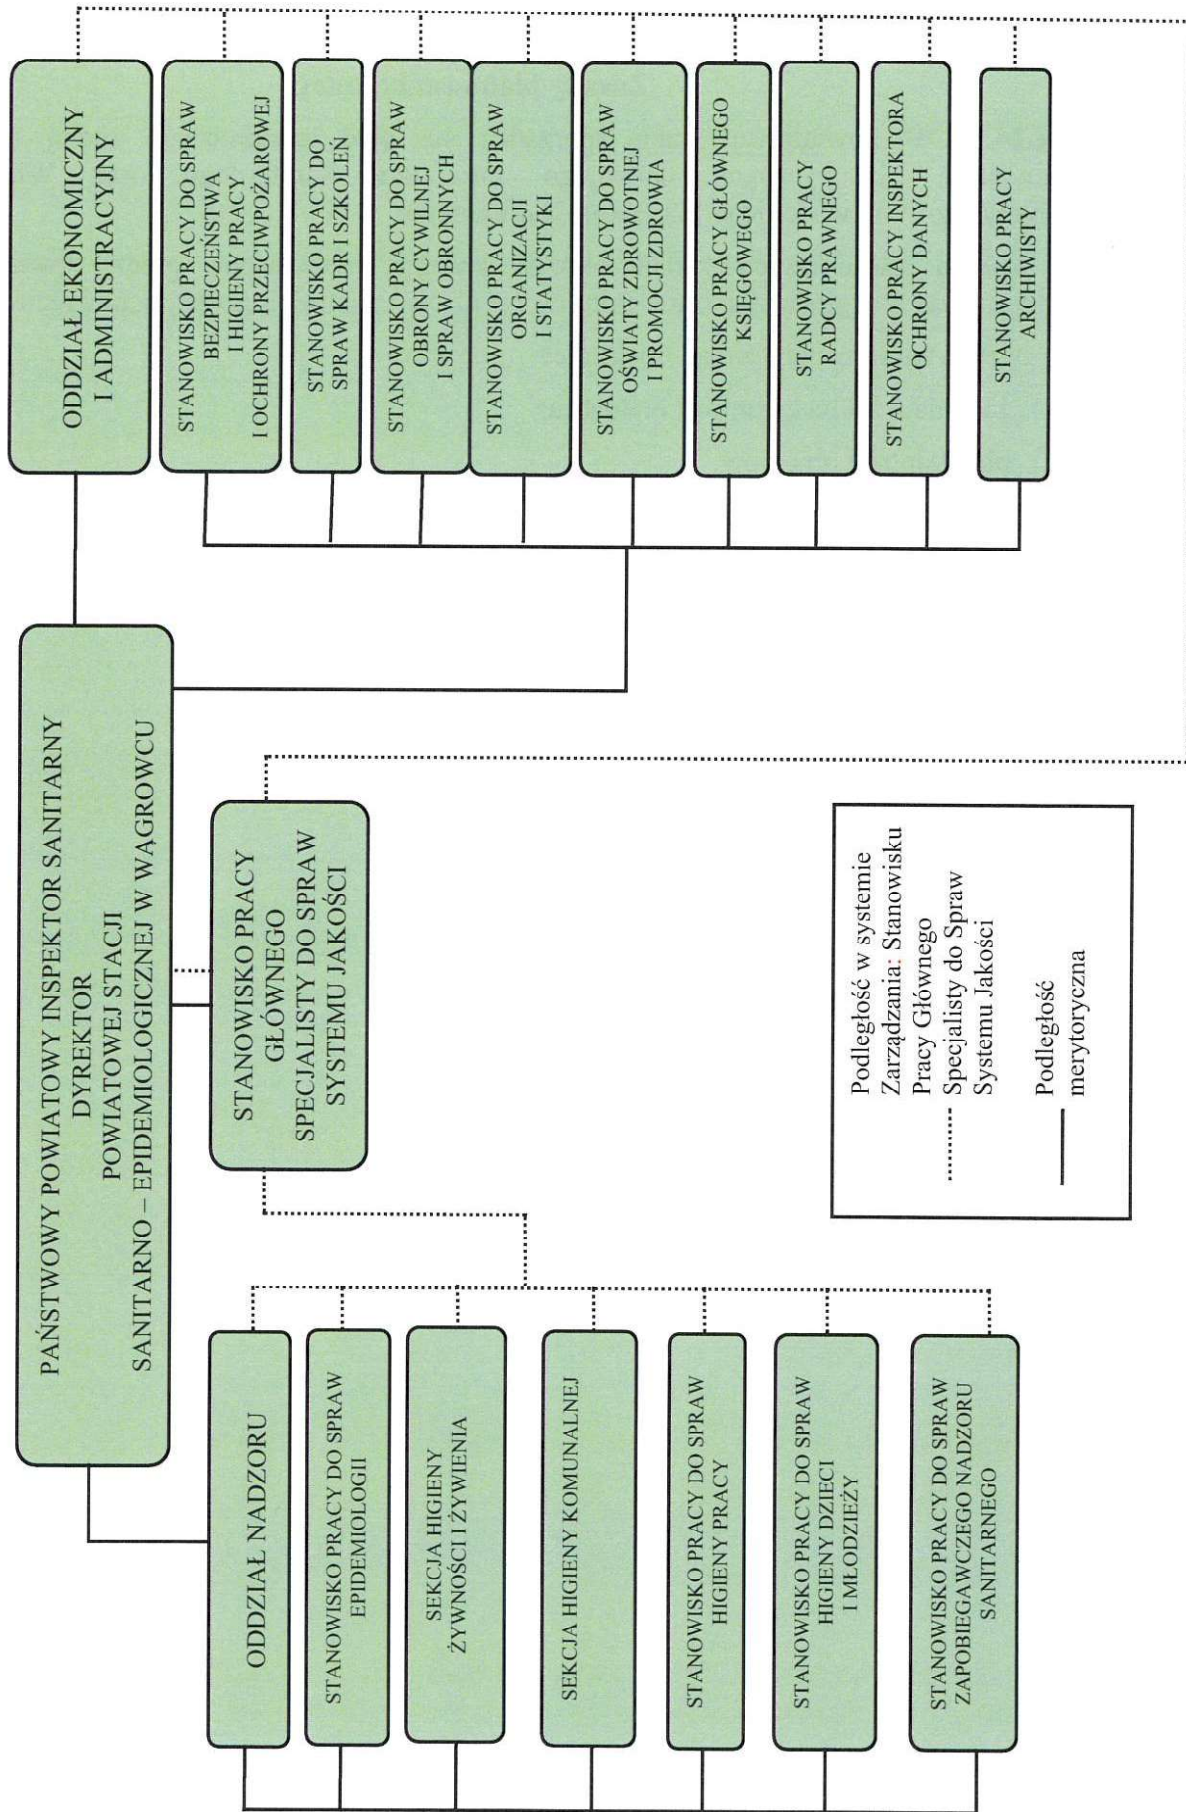 PAŃSTWOWY POWIATOWY INSPEKTOR SANITARNY
DYREKTOR
POWIATOWEJ STACJI
SANITARNO – EPIDEMIOLOGICZNEJ W WĄGROWCU
STANOWISKO PRACY
GŁÓWNEGO
SPECJALISTY DO SPRAW
SYSTEMU JAKOŚCI
ODDZIAŁ NADZORU
STANOWISKO PRACY DO SPRAW
EPIDEMIOLOGII
SEKCJA HIGIENY
ŻYWNOŚCI I ŻYWIENIA
SEKCJA HIGIENY KOMUNALNEJ
STANOWISKO PRACY DO SPRAW
HIGIENY PRACY
STANOWISKO PRACY DO SPRAW
HIGIENY DZIECI
I MŁODZIEŻY
STANOWISKO PRACY DO SPRAW
ZAPOBIEGAWCZEGO NADZORU
SANITARNEGO
ODDZIAŁ EKONOMICZNY
I ADMINISTRACYJNY
STANOWISKO PRACY DO SPRAW
BEZPIECZEŃSTWA
I HIGIENY PRACY
I OCHRONY PRZECIWPOŻAROWEJ
STANOWISKO PRACY DO
SPRAW KADR I SZKOLEŃ
STANOWISKO PRACY DO SPRAW
OBRONY CYWILNEJ
I SPRAW OBRONNYCH
STANOWISKO PRACY DO SPRAW
ORGANIZACJI
I STATYSTYKI
STANOWISKO PRACY DO SPRAW
OŚWIATY ZDROWOTNEJ
I PROMOCJI ZDROWIA
STANOWISKO PRACY GŁÓWNEGO
KSIĘGOWEGO
STANOWISKO PRACY
RADCY PRAWNEGO
STANOWISKO PRACY INSPEKTORA
OCHRONY DANYCH
STANOWISKO PRACY
ARCHIWISTY
Podległość w systemie
Zarządzania: Stanowisku
Pracy Głównego
Specjalisty do Spraw
Systemu Jakości
Podległość
merytoryczna